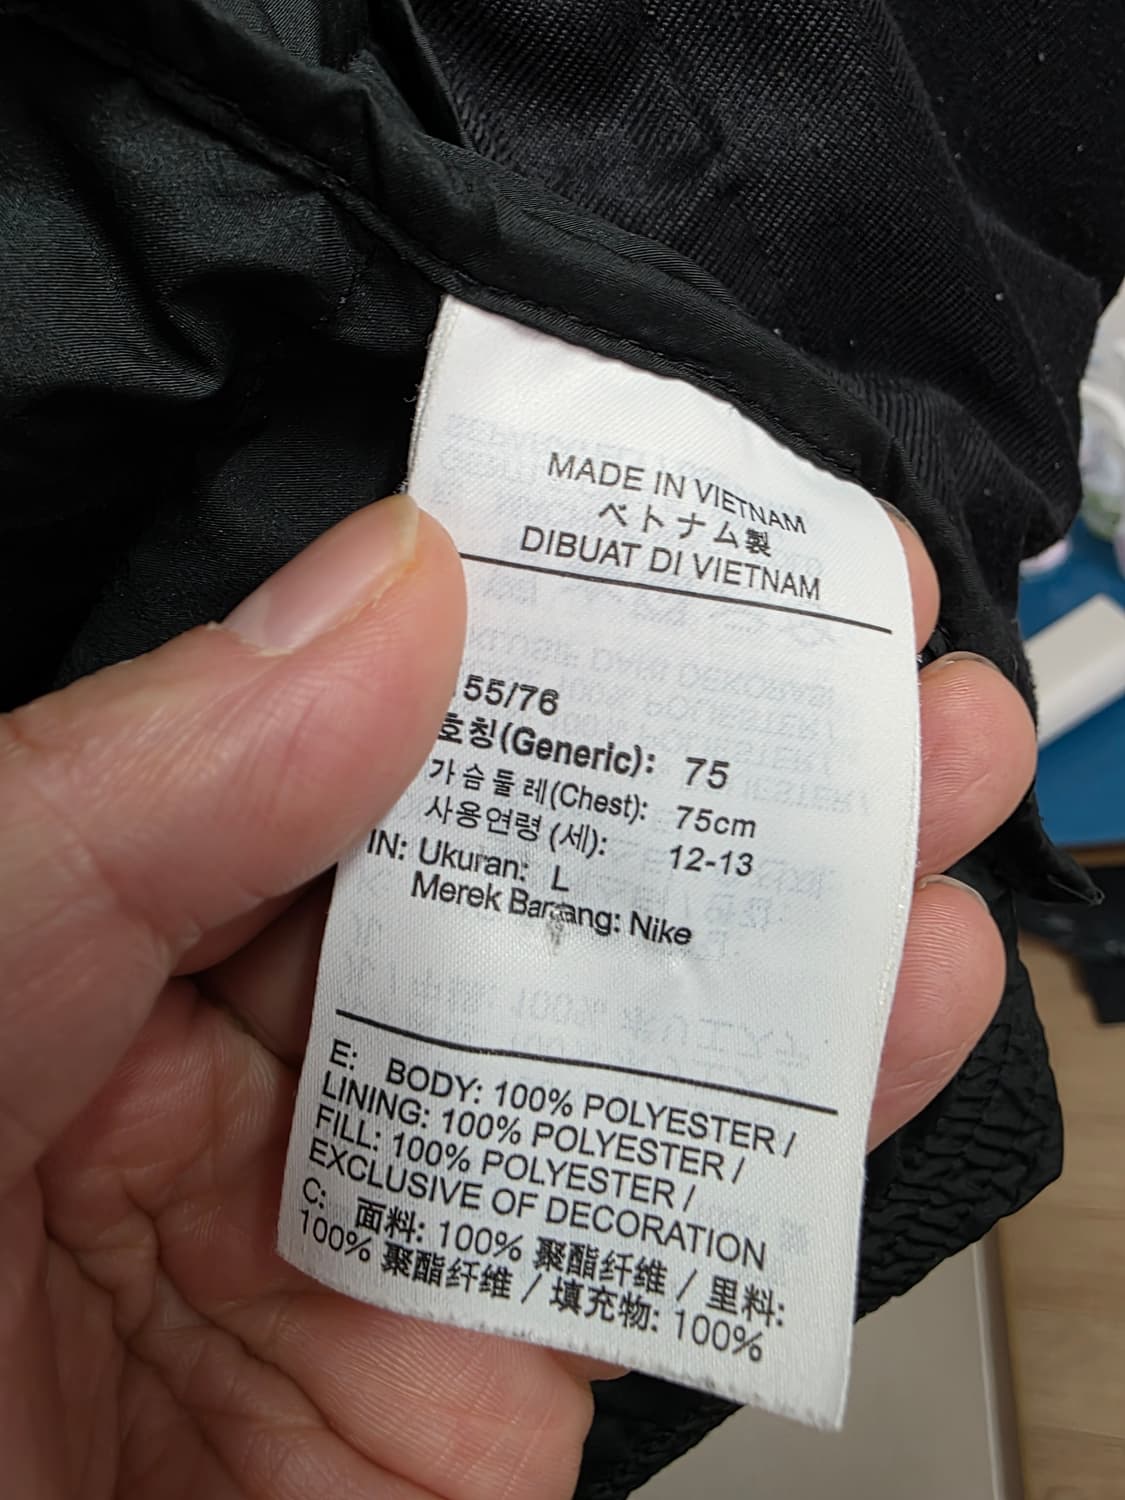 MADE IN VIETNAM
ベトナム製
DIBUAT DI VIETNAM
55/76
호칭(Generic): 75
가슴둘레(Chest): 75cm
사용연령(세): 12-13
IN: Ukuran: L
Merek Barang: Nike
E: BODY: 100% POLYESTER /
LINING: 100% POLYESTER /
FILL: 100% POLYESTER /
EXCLUSIVE OF DECORATION
C: 面料: 100% 聚酯纤维 / 里料:
100% 聚酯纤维 / 填充物: 100%